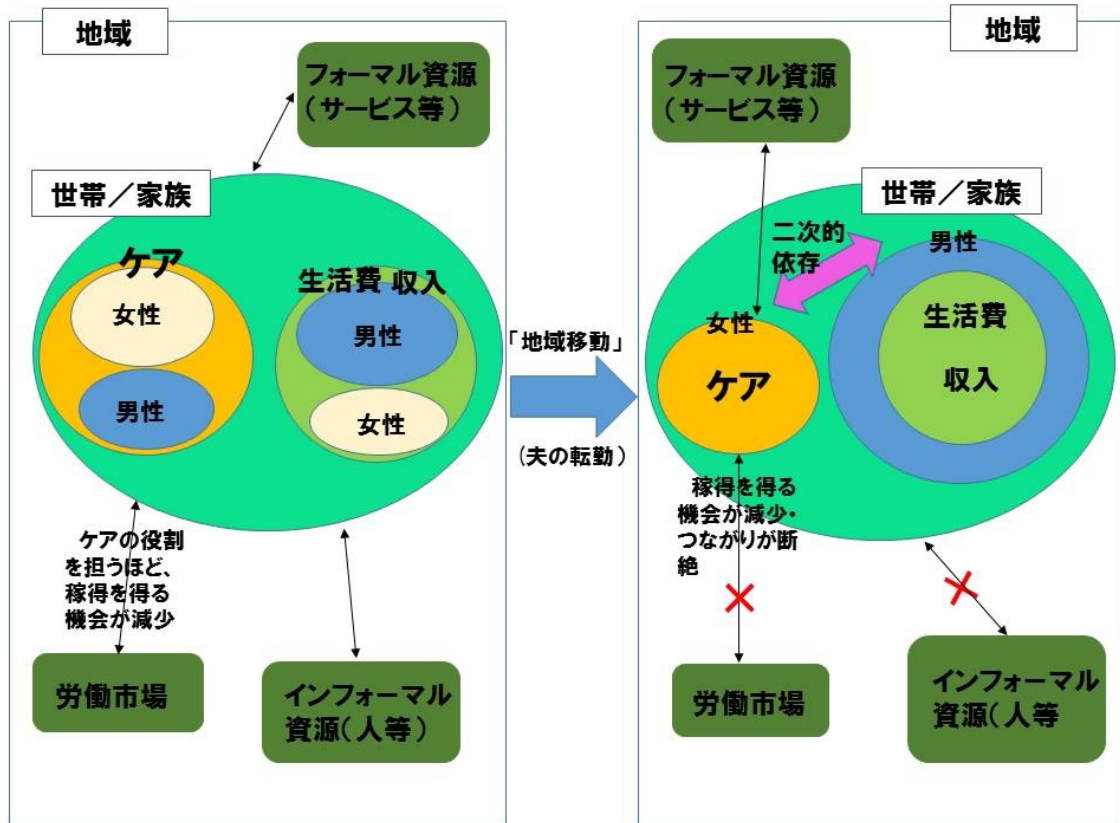 地域
フォーマル資源
(サービス等)
世帯/家族
ケア
女性
男性
生活費 収入
男性
女性
ケアの役割
を担うほど、
稼得を得る
機会が減少
労働市場
インフォーマル
資源(人等)
「地域移動」
(夫の転勤)
地域
フォーマル資源
(サービス等)
世帯/家族
二次的
依存
男性
女性
ケア
生活費
収入
稼得を得る
機会が減少・
つながりが断
絶
労働市場
インフォーマル
資源(人等